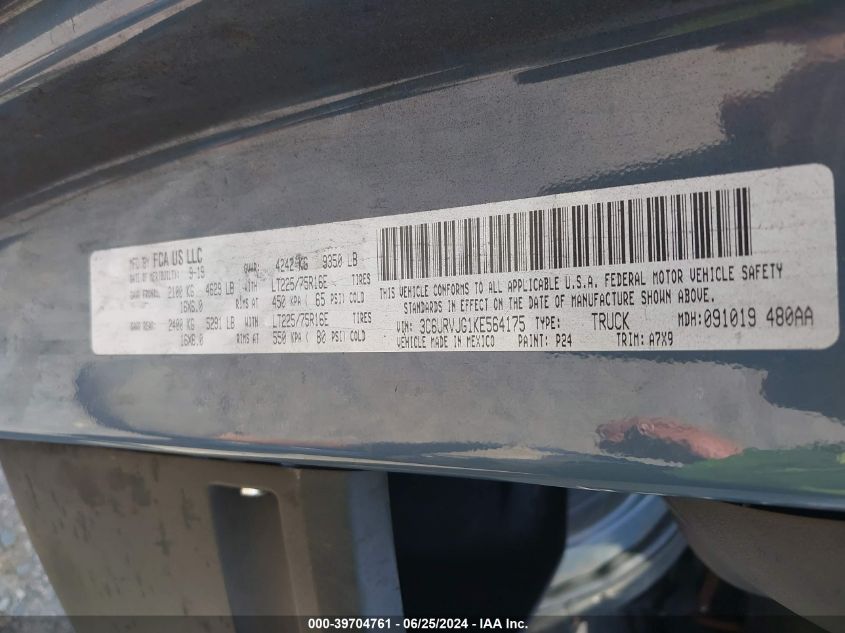 MFG BY FCA US LLC
DATE OF MFR(BUILT): 9-19 GVWR: 4242 KG 9350 LB
GAWR FRONT: 2100 KG 4629 LB WITH LT225/75R16E TIRES
16X6.0 RIMS AT 450 KPA ( 65 PSI) COLD
GAWR REAR: 2400 KG 5291 LB WITH LT225/75R16E TIRES
16X6.0 RIMS AT 550 KPA ( 80 PSI) COLD
THIS VEHICLE CONFORMS TO ALL APPLICABLE U.S.A. FEDERAL MOTOR VEHICLE SAFETY
STANDARDS IN EFFECT ON THE DATE OF MANUFACTURE SHOWN ABOVE.
VIN: 3C6URVJG1KE564175 TYPE: TRUCK MDH:091019 480AA
VEHICLE MADE IN MEXICO PAINT: P24 TRIM: A7X9
000-39704761 - 06/25/2024 - IAA Inc.